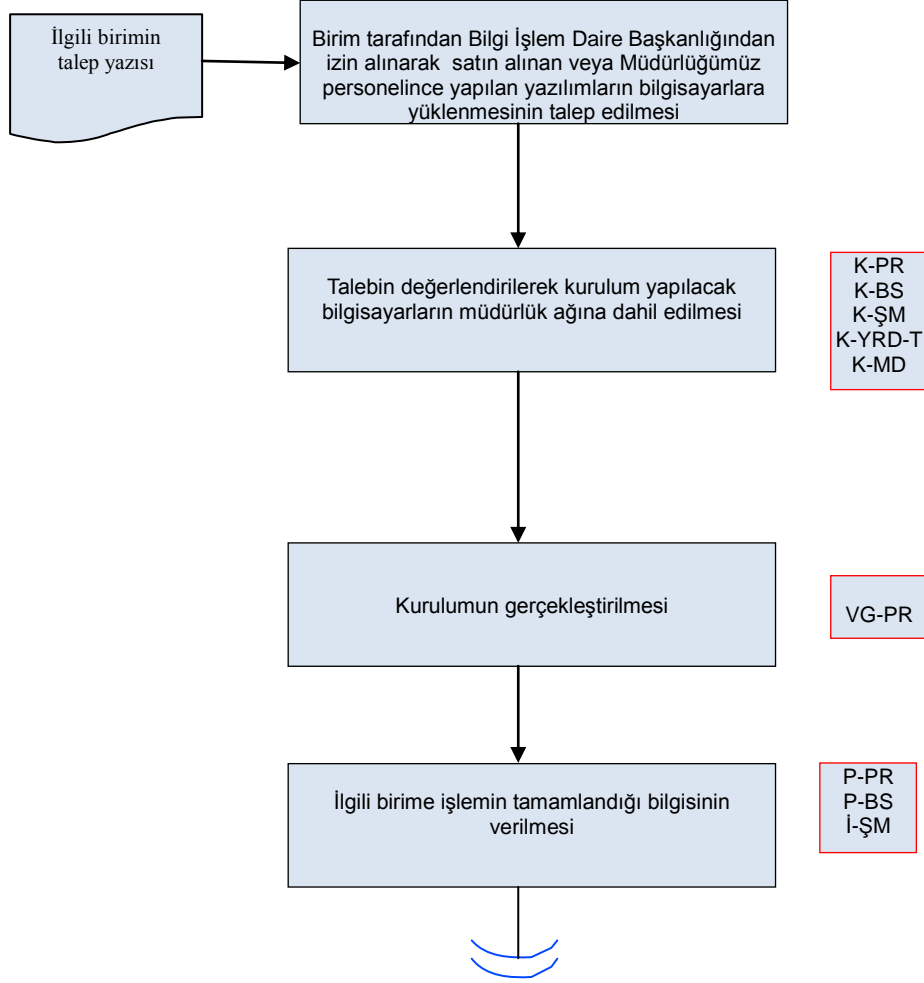 İlgili birimin
talep yazısı
Birim tarafından Bilgi İşlem Daire Başkanlığından
izin alınarak satın alınan veya Müdürlüğümüz
personelince yapılan yazılımların bilgisayarlara
yüklenmesinin talep edilmesi
Talebin değerlendirilerek kurulum yapılacak
bilgisayarların müdürlük ağına dahil edilmesi
K-PR
K-BS
K-ŞM
K-YRD-T
K-MD
Kurulumun gerçekleştirilmesi
VG-PR
İlgili birime işlemin tamamlandığı bilgisinin
verilmesi
P-PR
P-BS
İ-ŞM